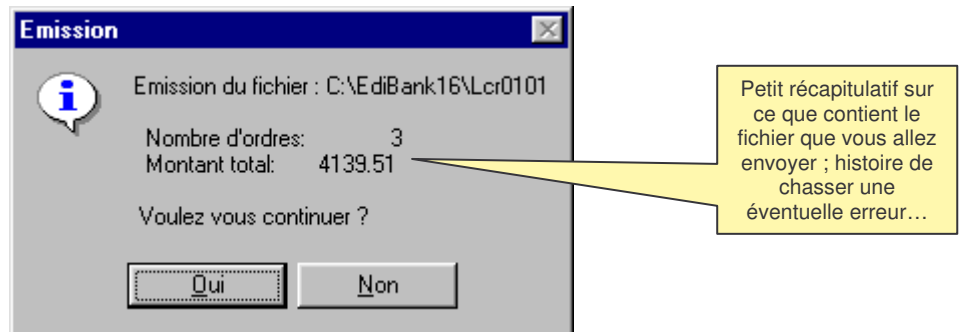 Emission
Emission du fichier : C:\EdiBank16\Lcr0101
Nombre d'ordres: 3
Montant total: 4139.51
Voulez vous continuer ?
Oui Non
Petit récapitulatif sur
ce que contient le
fichier que vous allez
envoyer ; histoire de
chasser une
éventuelle erreur…